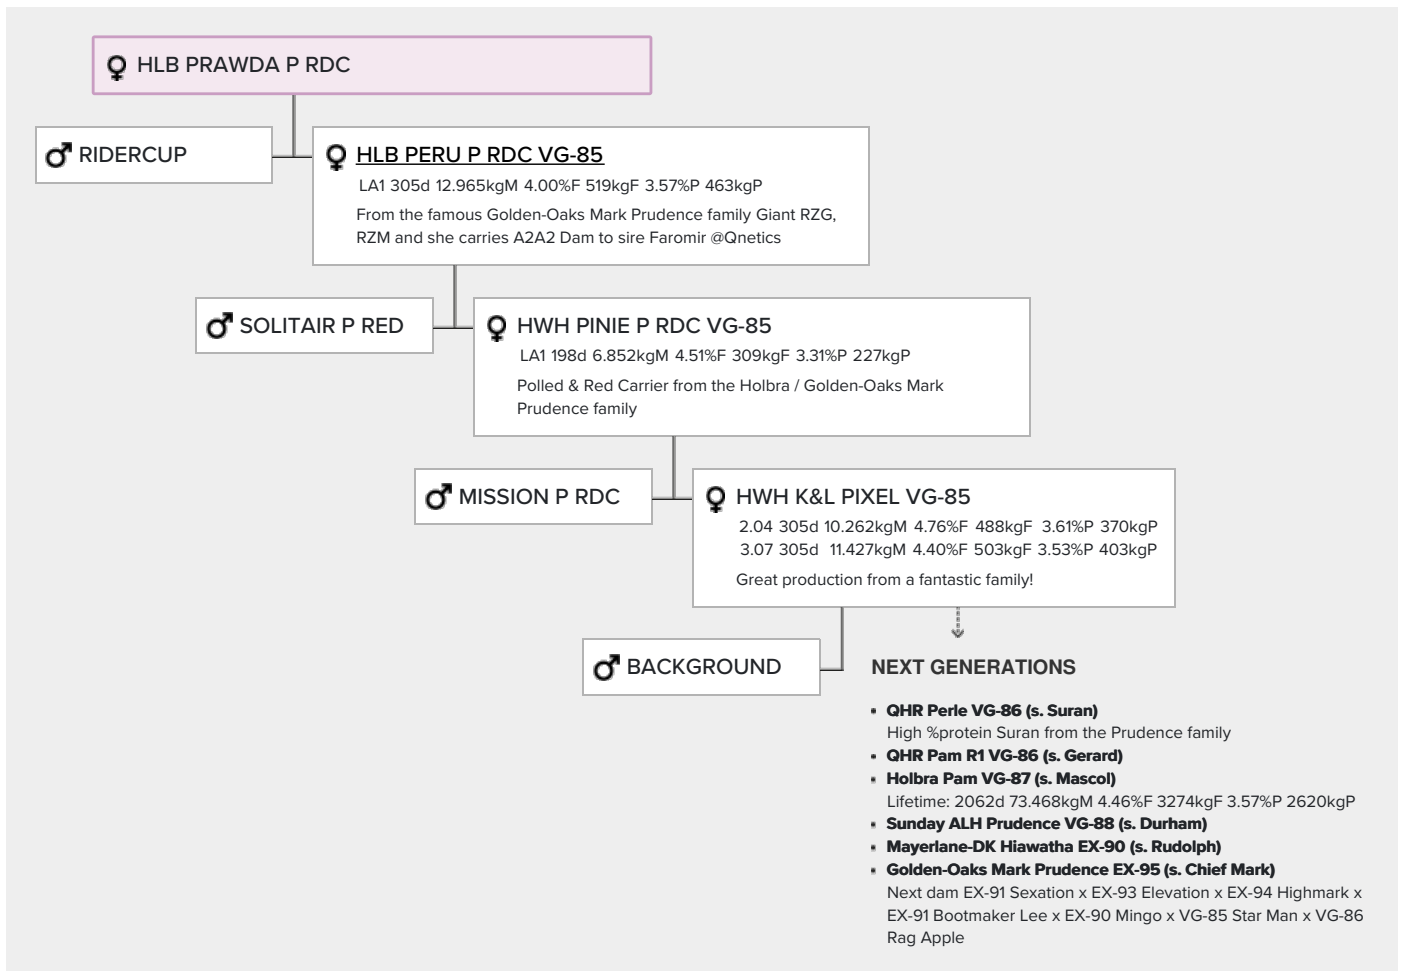 HLB PRAWDA P RDC
RIDERCUP
HLB PERU P RDC VG-85
LA1 305d 12.965kgM 4.00%F 519kgF 3.57%P 463kgP
From the famous Golden-Oaks Mark Prudence family Giant RZG,
RZM and she carries A2A2 Dam to sire Faromir @Qnetics
SOLITAIR P RED
HWH PINIE P RDC VG-85
LA1 198d 6.852kgM 4.51%F 309kgF 3.31%P 227kgP
Polled & Red Carrier from the Holbra / Golden-Oaks Mark
Prudence family
MISSION P RDC
HWH K&L PIXEL VG-85
2.04 305d 10.262kgM 4.76%F 488kgF 3.61%P 370kgP
3.07 305d 11.427kgM 4.40%F 503kgF 3.53%P 403kgP
Great production from a fantastic family!
BACKGROUND
NEXT GENERATIONS
QHR Perle VG-86 (s. Suran)
High %protein Suran from the Prudence family
QHR Pam R1 VG-86 (s. Gerard)
Holbra Pam VG-87 (s. Mascol)
Lifetime: 2062d 73.468kgM 4.46%F 3274kgF 3.57%P 2620kgP
Sunday ALH Prudence VG-88 (s. Durham)
Mayerlane-DK Hiawatha EX-90 (s. Rudolph)
Golden-Oaks Mark Prudence EX-95 (s. Chief Mark)
Next dam EX-91 Sexation x EX-93 Elevation x EX-94 Highmark x
EX-91 Bootmaker Lee x EX-90 Mingo x VG-85 Star Man x VG-86
Rag Apple